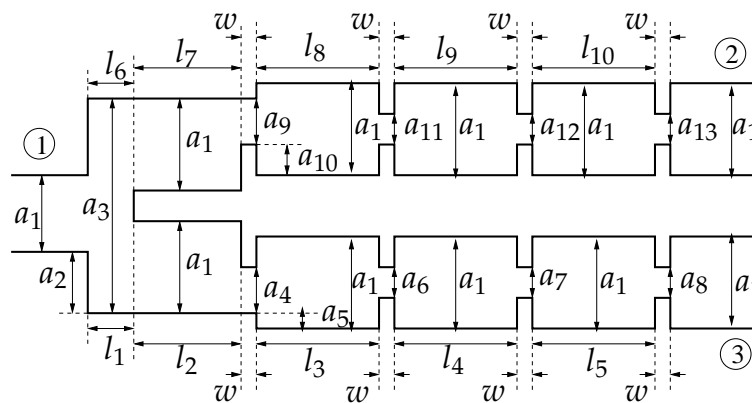 w w w w
l6 l7 l8 l9 l10
②
①
a9 a1 a11 a1 a12 a1 a13 a1
a1 a10
a1 a3
a2 a1 a4 a1 a6 a1 a7 a1 a8 a
a5
l1 l2 l3 l4 l5
③
w w w w